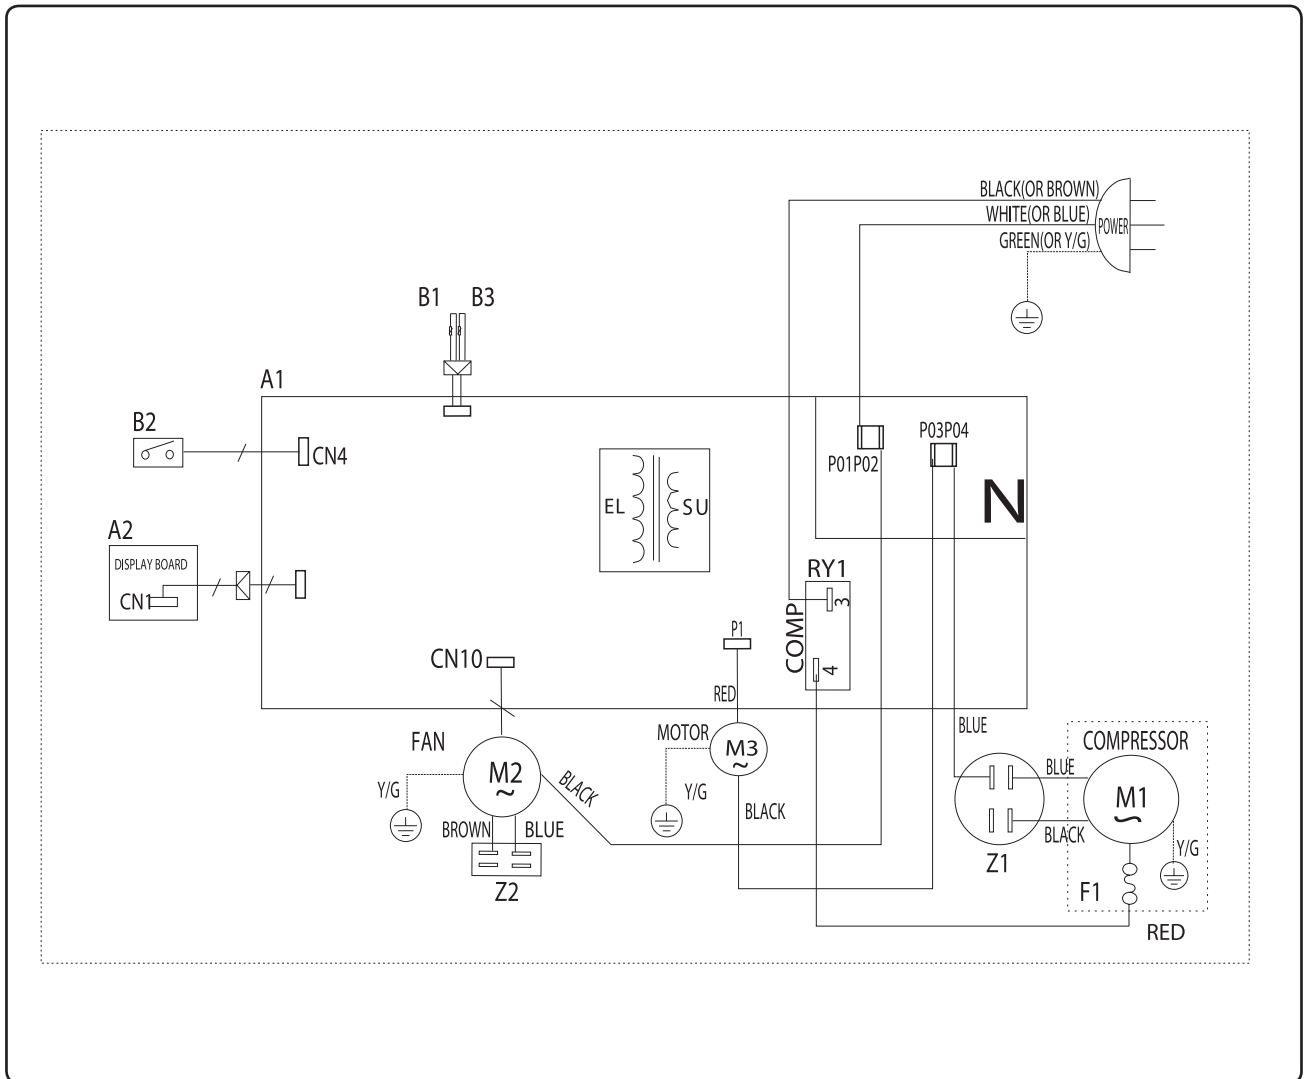 BLACK(OR BROWN)
WHITE(OR BLUE)
POWER
GREEN(OR Y/G)
B1 B3
A1
B2
CN4
P03P04
P01P02
N
EL SU
A2
DISPLAY BOARD
CN1
RY1
3
COMP
4
P1
CN10
RED
FAN
MOTOR
M3
~
BLUE
COMPRESSOR
M2
~
BLACK
Y/G
Y/G
BLACK
BLUE
M1
~
BLACK
Y/G
BROWN
BLUE
Z2
Z1
F1
RED